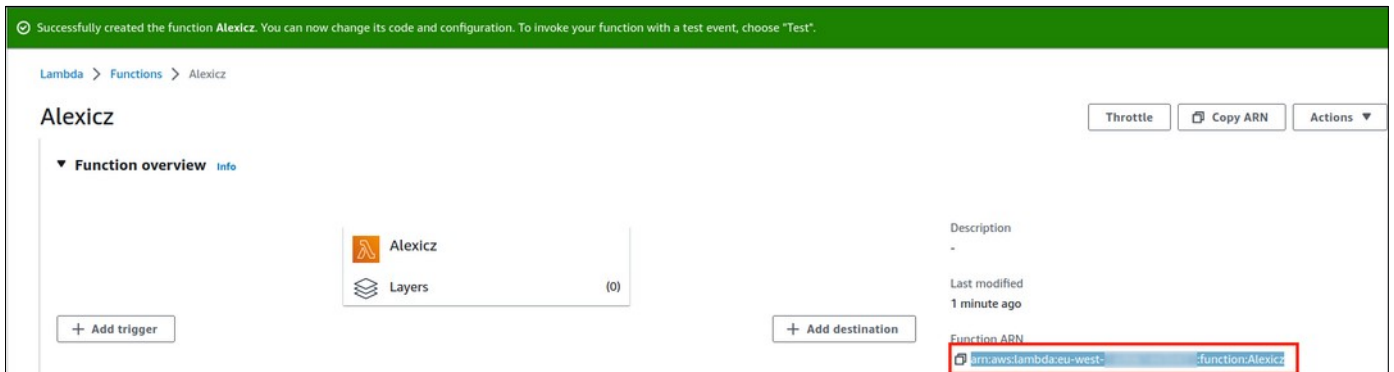 Successfully created the function Alexicz. You can now change its code and configuration. To invoke your function with a test event, choose "Test".
Lambda > Functions > Alexicz
Alexicz
Throttle
Copy ARN
Actions ▼
▼ Function overview Info
Alexicz
Layers (0)
+ Add trigger
+ Add destination
Description
-
Last modified
1 minute ago
Function ARN
arn:aws:lambda:eu-west- :function:Alexicz